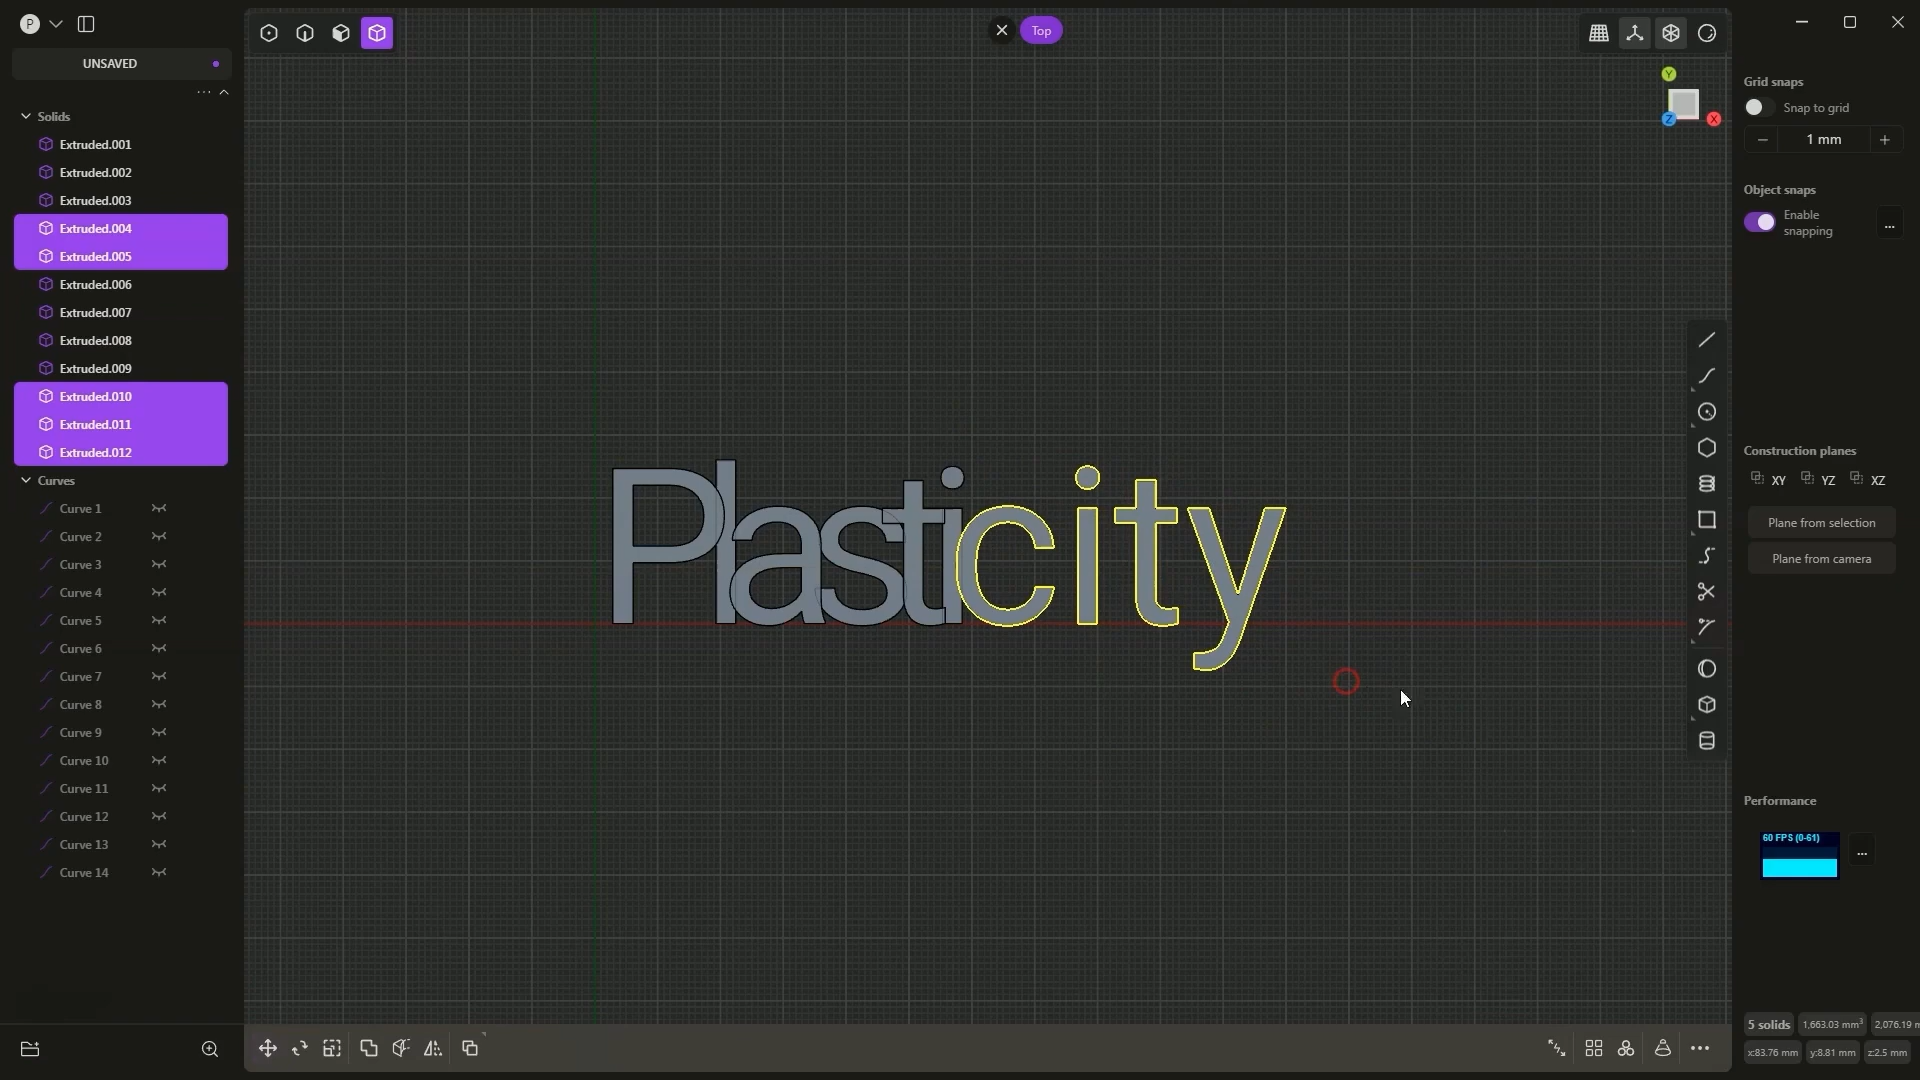 P
UNSAVED
Top
Y
Z
X
Solids
Extruded.001
Extruded.002
Extruded.003
Extruded.004
Extruded.005
Extruded.006
Extruded.007
Extruded.008
Extruded.009
Extruded.010
Extruded.011
Extruded.012
Curves
Curve 1
Curve 2
Curve 3
Curve 4
Curve 5
Curve 6
Curve 7
Curve 8
Curve 9
Curve 10
Curve 11
Curve 12
Curve 13
Curve 14
Plasticity
Grid snaps
Snap to grid
1 mm
Object snaps
Enable
snapping
...
Construction planes
XY YZ XZ
Plane from selection
Plane from camera
Performance
60 FPS (0-61)
...
5 solids 1,663.03 mm³ 2,076.19 m
x:83.76 mm y:8.81 mm z:2.5 mm